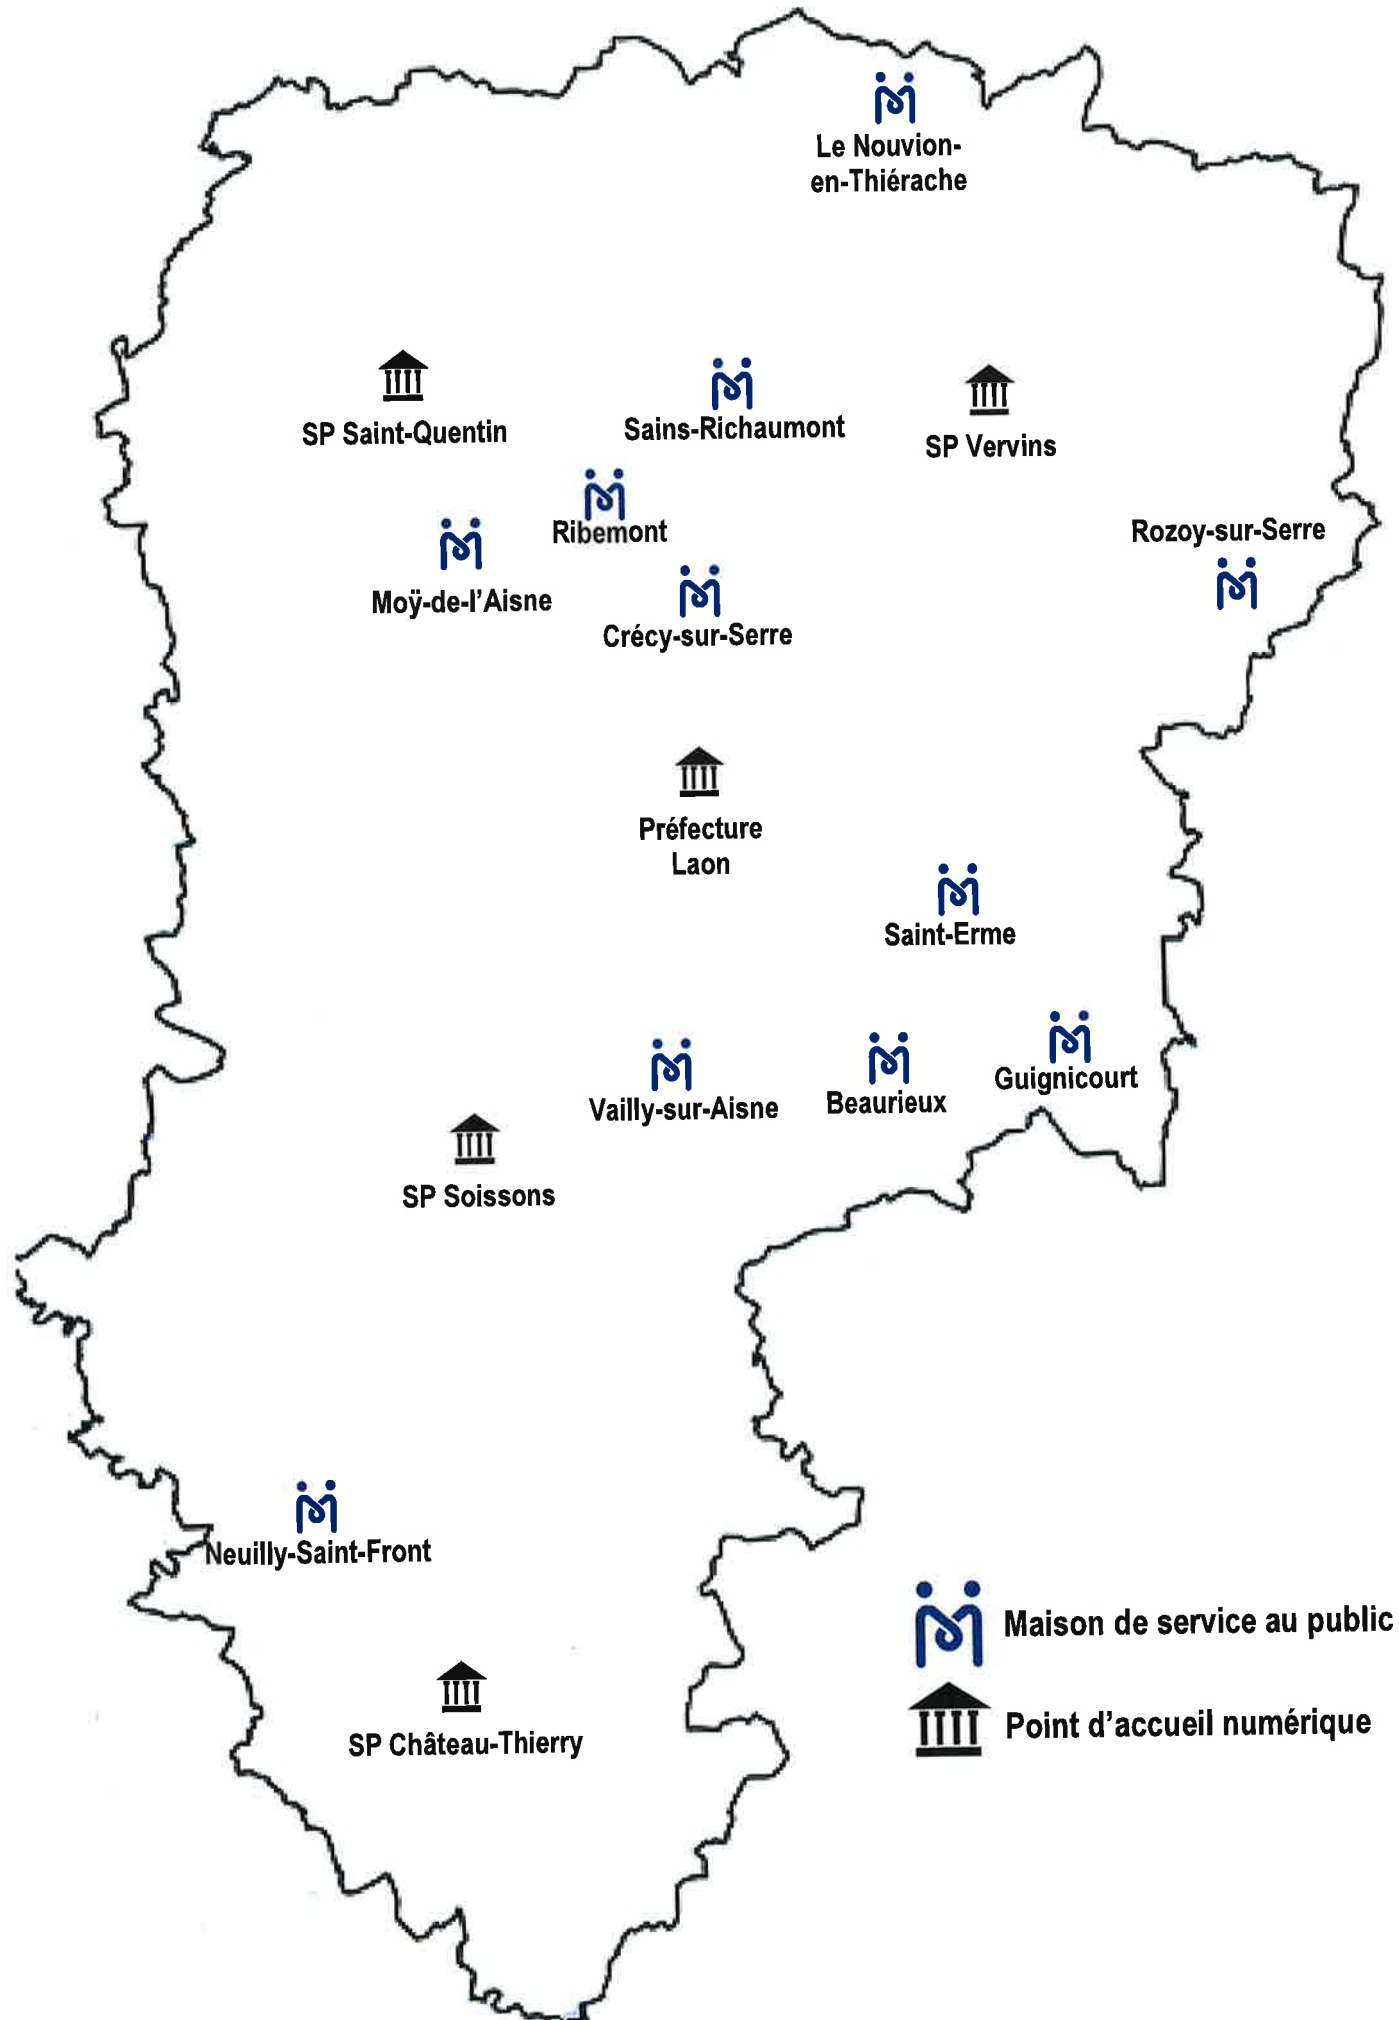 Le Nouvion-
en-Thiérache
SP Saint-Quentin
Sains-Richaumont
SP Vervins
Ribemont
Rozoy-sur-Serre
Moÿ-de-l'Aisne
Crécy-sur-Serre
Préfecture
Laon
Saint-Erme
Guignicourt
Vailly-sur-Aisne
Beaurieux
SP Soissons
Neuilly-Saint-Front
Maison de service au public
Point d'accueil numérique
SP Château-Thierry